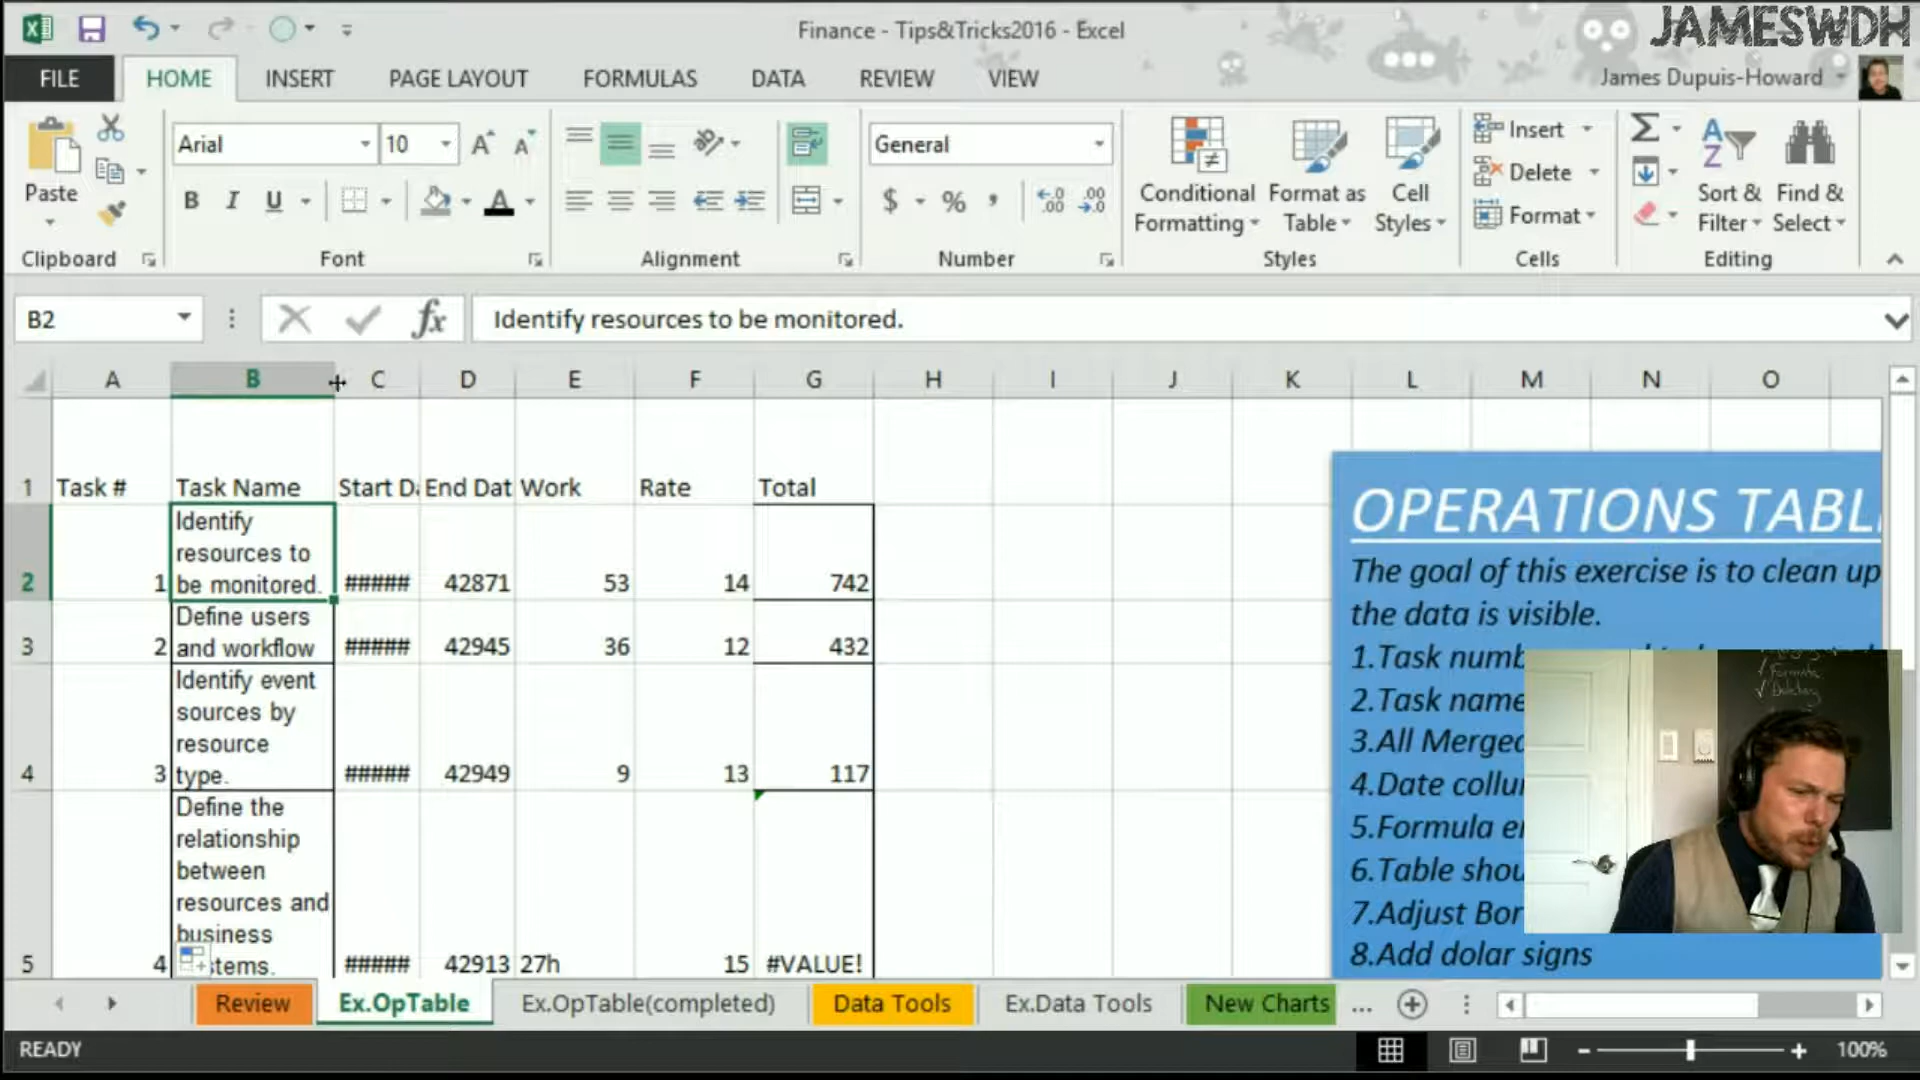 JAMESWDH
Finance - Tips&Tricks2016 - Excel
FILE
HOME
INSERT
PAGE LAYOUT
FORMULAS
DATA
REVIEW
VIEW
James Dupuis-Howard
Paste
Clipboard
Arial
10
B I U
Font
Alignment
General
$ % ,
Number
Conditional Formatting
Format as Table
Cell Styles
Styles
Insert
Delete
Format
Cells
Sort & Filter
Find & Select
Editing
B2
fx
Identify resources to be monitored.
A B C D E F G H I J K L M N O
1 Task # Task Name Start Da End Dat Work Rate Total
2 1 Identify resources to be monitored. ##### 42871 53 14 742
3 2 Define users and workflow ##### 42945 36 12 432
4 3 Identify event sources by resource type. ##### 42949 9 13 117
5 4 Define the relationship between resources and business stems. ##### 42913 27h 15 #VALUE!
OPERATIONS TABL
The goal of this exercise is to clean up
the data is visible.
1.Task numb
2.Task name
3.All Merged
4.Date collu
5.Formula er
6.Table shou
7.Adjust Bor
8.Add dolar signs
Formula
Review
Ex.OpTable
Ex.OpTable(completed)
Data Tools
Ex.Data Tools
New Charts
...
READY
100%